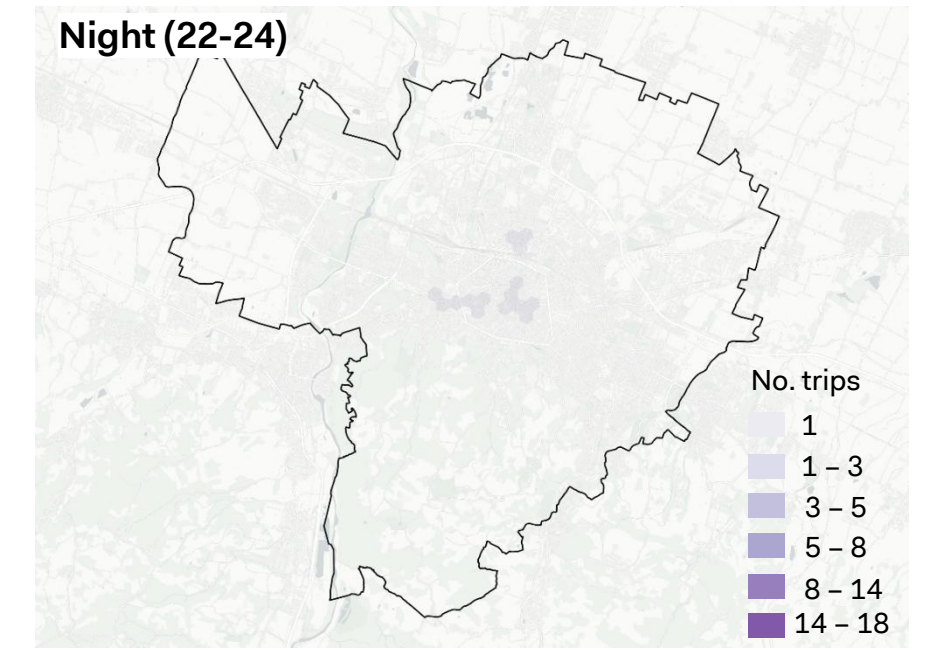 Night (22-24)
No. trips
1
1 – 3
3 – 5
5 – 8
8 – 14
14 – 18